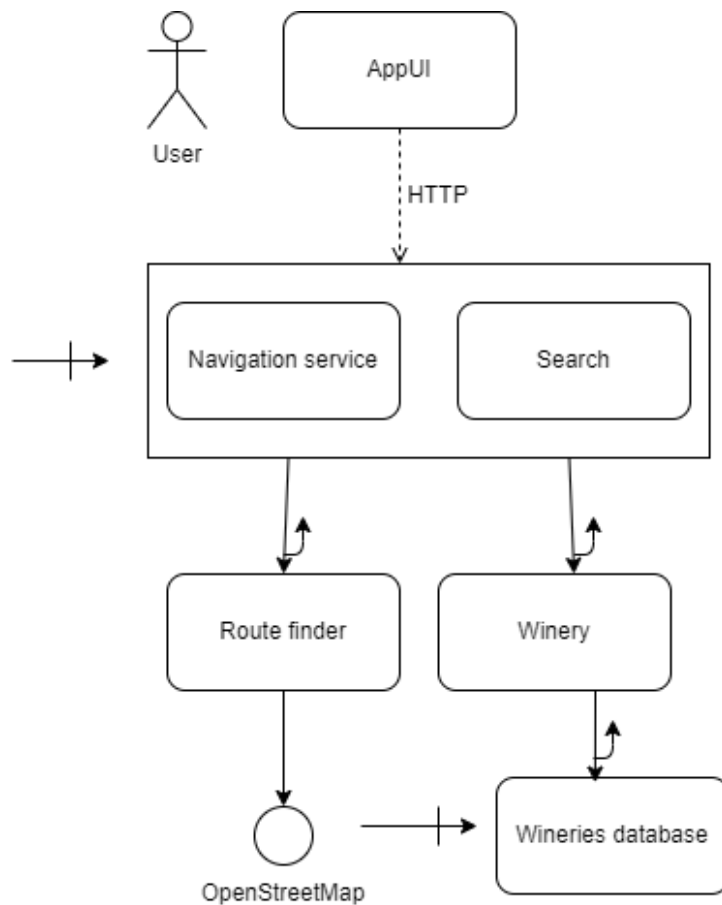 AppUI
User
HTTP
Navigation service
Search
Route finder
Winery
Wineries database
OpenStreetMap